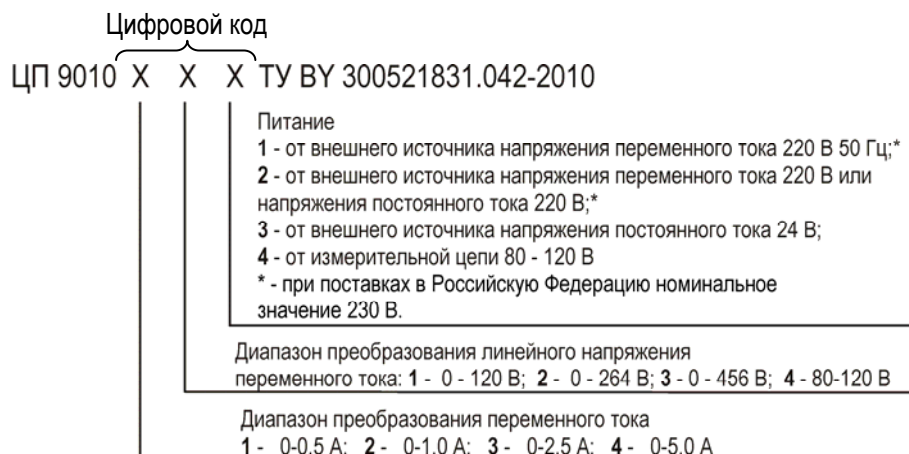 Цифровой код
ЦП 9010 X X X ТУ BY 300521831.042-2010
Питание
1 - от внешнего источника напряжения переменного тока 220 В 50 Гц;*
2 - от внешнего источника напряжения переменного тока 220 В или
напряжения постоянного тока 220 В;*
3 - от внешнего источника напряжения постоянного тока 24 В;
4 - от измерительной цепи 80 - 120 В
* - при поставках в Российскую Федерацию номинальное
значение 230 В.
Диапазон преобразования линейного напряжения
переменного тока: 1 - 0 - 120 В; 2 - 0 - 264 В; 3 - 0 - 456 В; 4 - 80-120 В
Диапазон преобразования переменного тока
1 - 0-0,5 А; 2 - 0-1,0 А; 3 - 0-2,5 А; 4 - 0-5,0 А